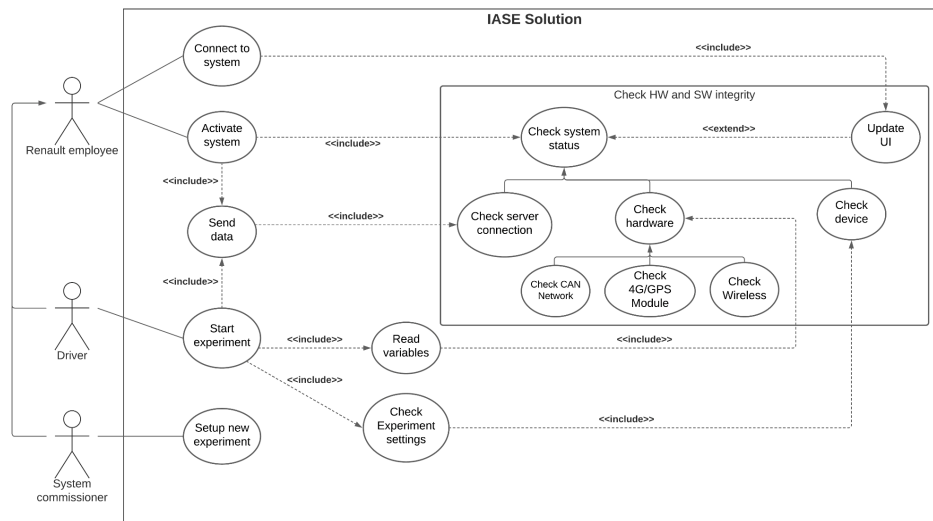 IASE Solution
Connect to
system
<<include>>
Check HW and SW integrity
Renault employee
Activate
system
<<include>>
Check system
status
<<extend>>
Update
UI
<<include>>
Send
data
<<include>>
Check server
connection
Check
hardware
Check
device
<<include>>
Check CAN
Network
Check
4G/GPS
Module
Check
Wireless
Driver
Start
experiment
<<include>>
Read
variables
<<include>>
<<include>>
Check
Experiment
settings
<<include>>
Setup new
experiment
System
commissioner